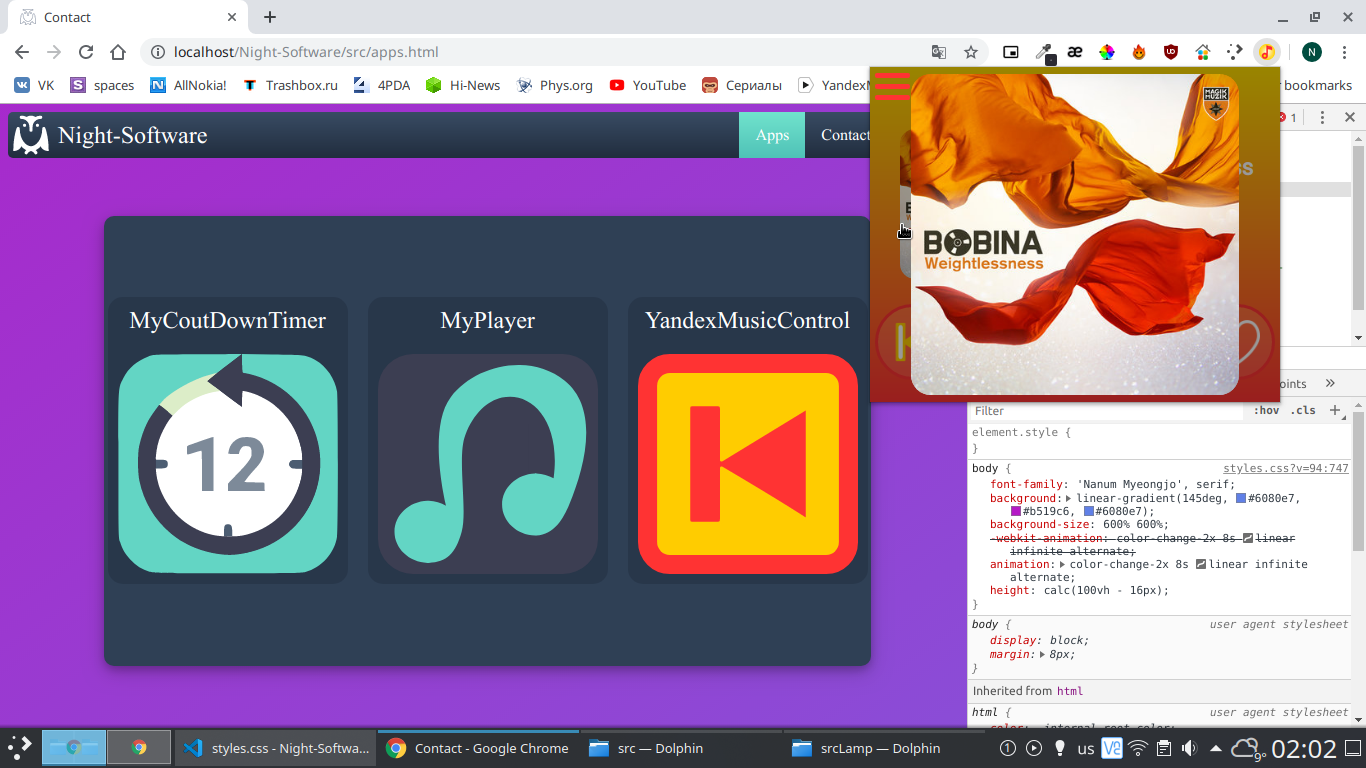 Contact
localhost/Night-Software/src/apps.html
N
VK
spaces
AllNokia!
Trashbox.ru
4PDA
Hi-News
Phys.org
YouTube
Сериалы
bookmarks
Night-Software
Apps
Contact
MAGIK
MUZIK
1
BOBINA
Weightlessness
MyCoutDownTimer
MyPlayer
YandexMusicControl
12
Filter
:hov
.cls
element.style {
}
body {
styles.css?v=94:747
font-family: 'Nanum Myeongjo', serif;
background: linear-gradient(145deg, #6080e7,
#b519c6, #6080e7);
background-size: 600% 600%;
-webkit-animation: color-change-2x 8s linear
infinite alternate;
animation: color-change-2x 8s linear infinite
alternate;
height: calc(100vh - 16px);
}
body {
user agent stylesheet
display: block;
margin: 8px;
}
Inherited from html
html {
user agent stylesheet
styles.css - Night-Softwa...
Contact - Google Chrome
src — Dolphin
srcLamp — Dolphin
1
us
9°
02:02